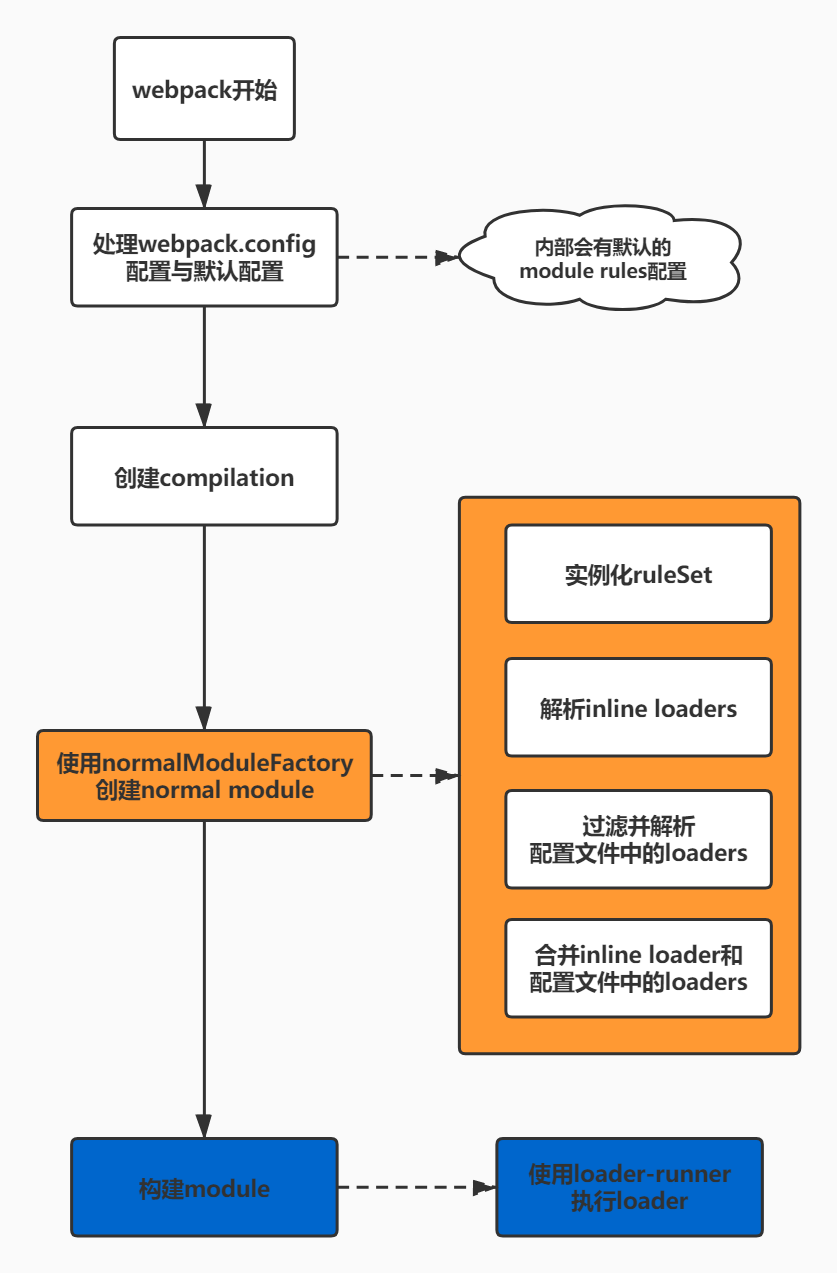 webpack开始
处理webpack.config
配置与默认配置
内部会有默认的
module rules配置
创建compilation
使用normalModuleFactory
创建normal module
实例化ruleSet
解析inline loaders
过滤并解析
配置文件中的loaders
合并inline loader和
配置文件中的loaders
构建module
使用loader-runner
执行loader